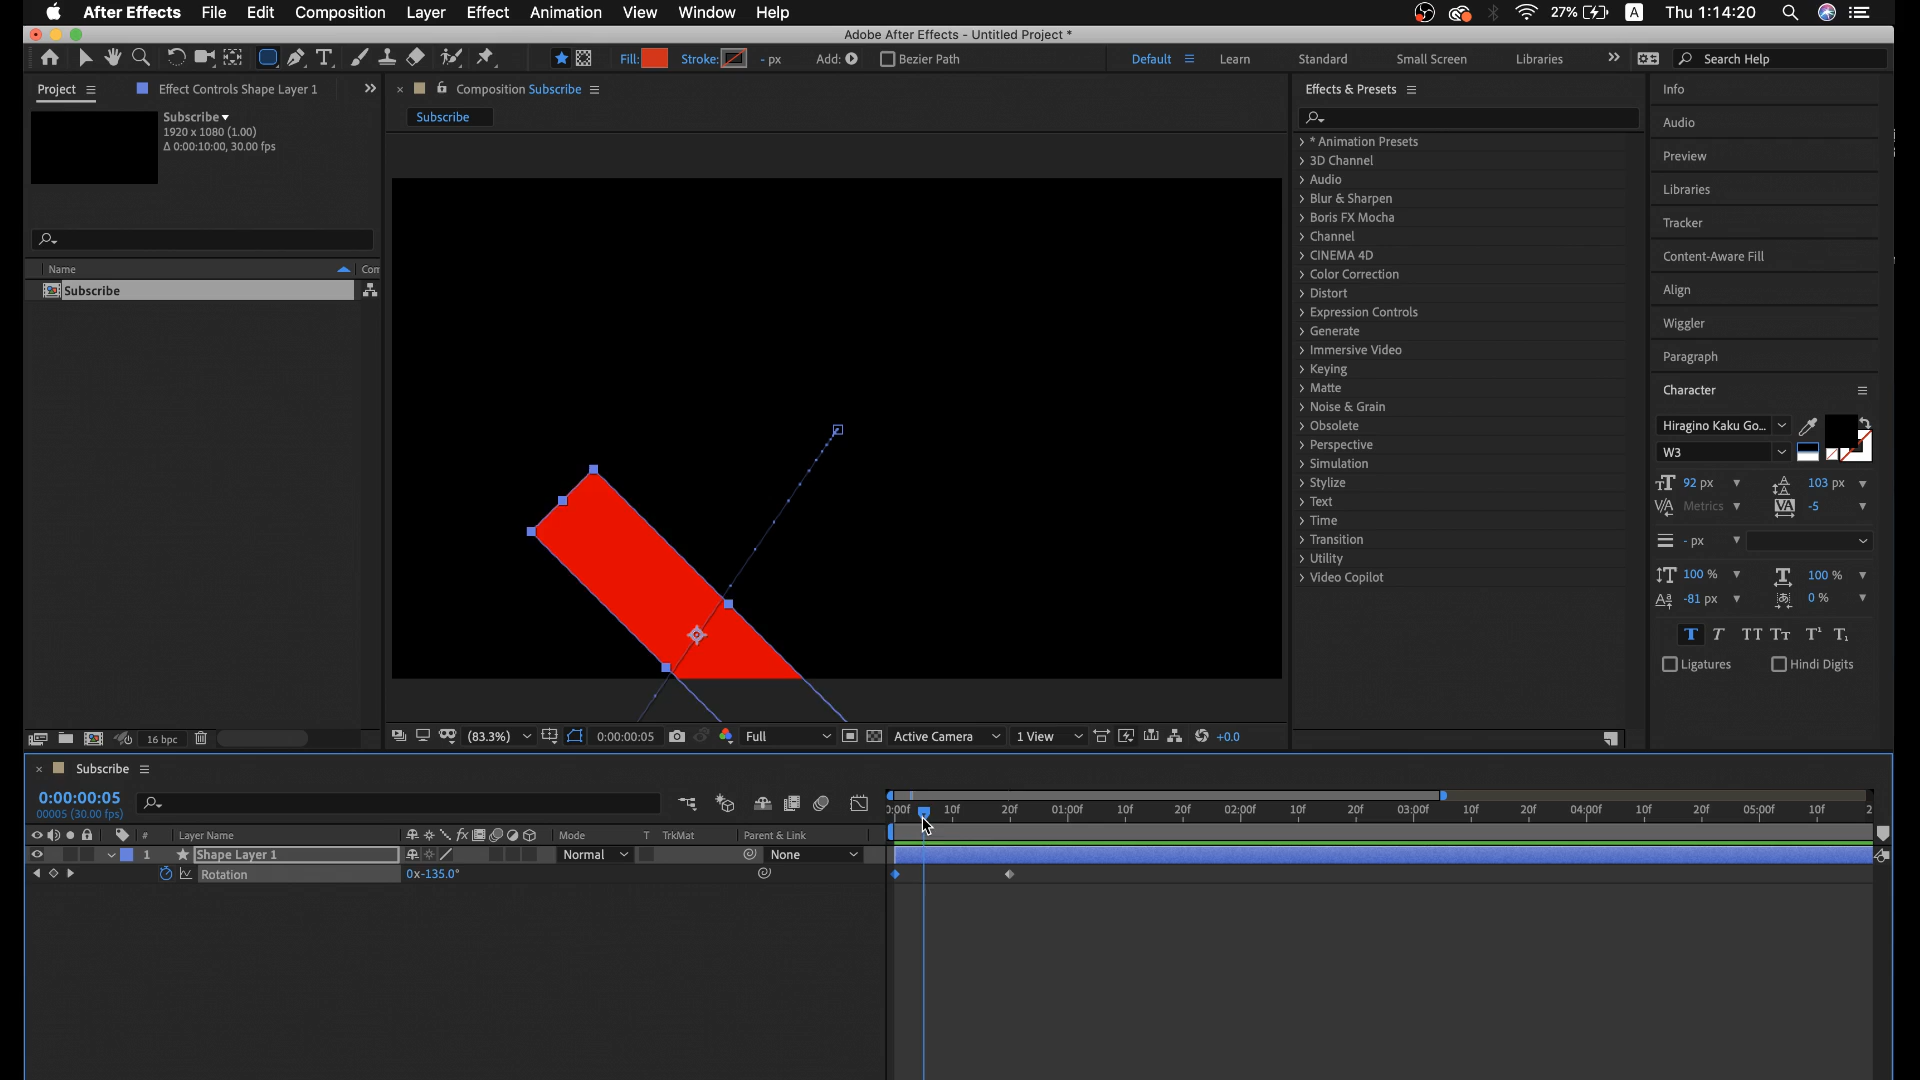 After Effects File Edit Composition Layer Effect Animation View Window Help 27% A Thu 1:14:20
Adobe After Effects - Untitled Project *
Fill: Stroke: - px Add: Bezier Path Default Learn Standard Small Screen Libraries Search Help
Project Effect Controls Shape Layer 1
Subscribe
1920 x 1080 (1.00)
Δ 0:00:10:00, 30.00 fps
Name Com
Subscribe
16 bpc
Composition Subscribe
Subscribe
(83.3%) 0:00:00:05 Full Active Camera 1 View +0.0
Effects & Presets
* Animation Presets
3D Channel
Audio
Blur & Sharpen
Boris FX Mocha
Channel
CINEMA 4D
Color Correction
Distort
Expression Controls
Generate
Immersive Video
Keying
Matte
Noise & Grain
Obsolete
Perspective
Simulation
Stylize
Text
Time
Transition
Utility
Video Copilot
Info
Audio
Preview
Libraries
Tracker
Content-Aware Fill
Align
Wiggler
Paragraph
Character
Hiragino Kaku Go...
W3
92 px 103 px
Metrics -5
- px
100 % 100 %
-81 px 0 %
T T TT Tt T¹ T₁
Ligatures Hindi Digits
Subscribe
0:00:00:05
00005 (30.00 fps)
0:00f 10f 20f 01:00f 10f 20f 02:00f 10f 20f 03:00f 10f 20f 04:00f 10f 20f 05:00f 10f 2
# Layer Name fx Mode T TrkMat Parent & Link
1 Shape Layer 1 Normal None
Rotation 0x-135.0°